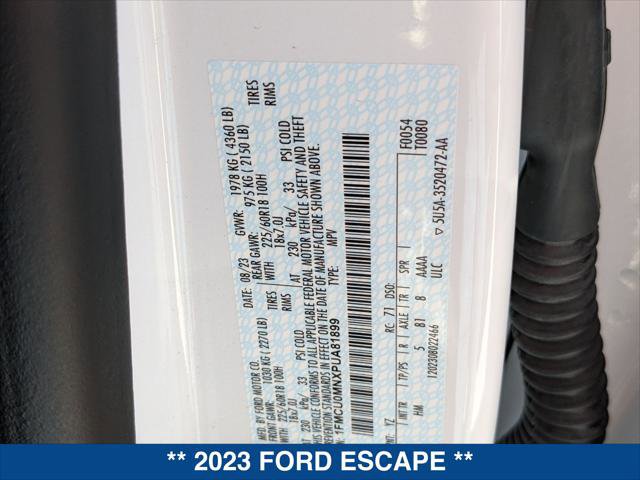 MFD. BY FORD MOTOR CO.
DATE: 08/23
GVWR: 1978 KG ( 4360 LB)
1030 KG ( 2270 LB)
REAR GAWR: 975 KG ( 2150 LB)
225/60R18 100H
TIRES
WITH
225/60R18 100H
TIRES
18x7.0J
RIMS
18x7.0J
RIMS
AT 230 kPa/ 33 PSI COLD
AT 230 kPa/ 33 PSI COLD
THIS VEHICLE CONFORMS TO ALL APPLICABLE FEDERAL MOTOR VEHICLE SAFETY AND THEFT
PREVENTION STANDARDS IN EFFECT ON THE DATE OF MANUFACTURE SHOWN ABOVE.
VIN: 1FMCU0MNXPUA81899
TYPE: MPV
F0054
T0080
EXT PNT: YZ
RC: 71
DSO:
INT TR
TP/PS
R
AXLE
TR
SPR
HM
5
B1
8
AAAA
1202308022466
ULC
5U5A-3520472-AA
** 2023 FORD ESCAPE **